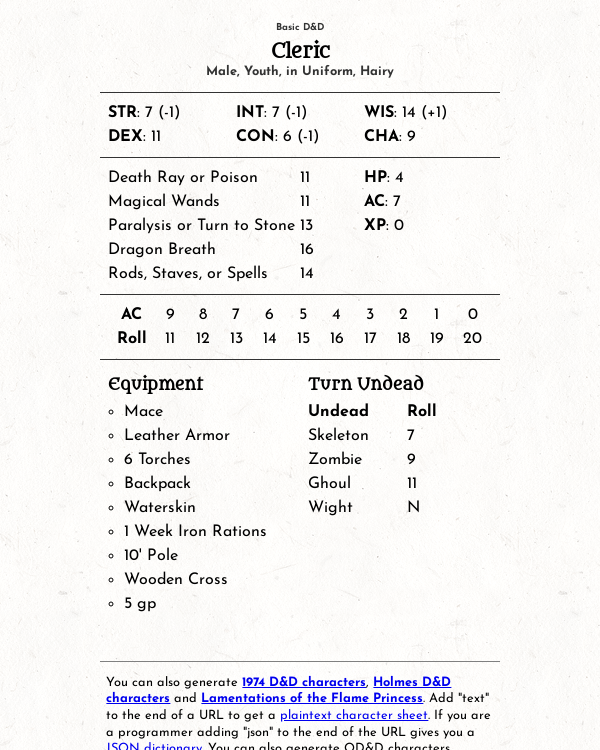 Basic D&D
Cleric
Male, Youth, in Uniform, Hairy
STR: 7 (-1) INT: 7 (-1) WIS: 14 (+1)
DEX: 11 CON: 6 (-1) CHA: 9
Death Ray or Poison 11 HP: 4
Magical Wands 11 AC: 7
Paralysis or Turn to Stone 13 XP: 0
Dragon Breath 16
Rods, Staves, or Spells 14
AC 9 8 7 6 5 4 3 2 1 0
Roll 11 12 13 14 15 16 17 18 19 20
Equipment
Mace
Leather Armor
6 Torches
Backpack
Waterskin
1 Week Iron Rations
10' Pole
Wooden Cross
5 gp
Turn Undead
Undead Roll
Skeleton 7
Zombie 9
Ghoul 11
Wight N
You can also generate 1974 D&D characters, Holmes D&D
characters and Lamentations of the Flame Princess. Add "text"
to the end of a URL to get a plaintext character sheet. If you are
a programmer adding "json" to the end of the URL gives you a
JSON dictionary. You can also generate OD&D characters